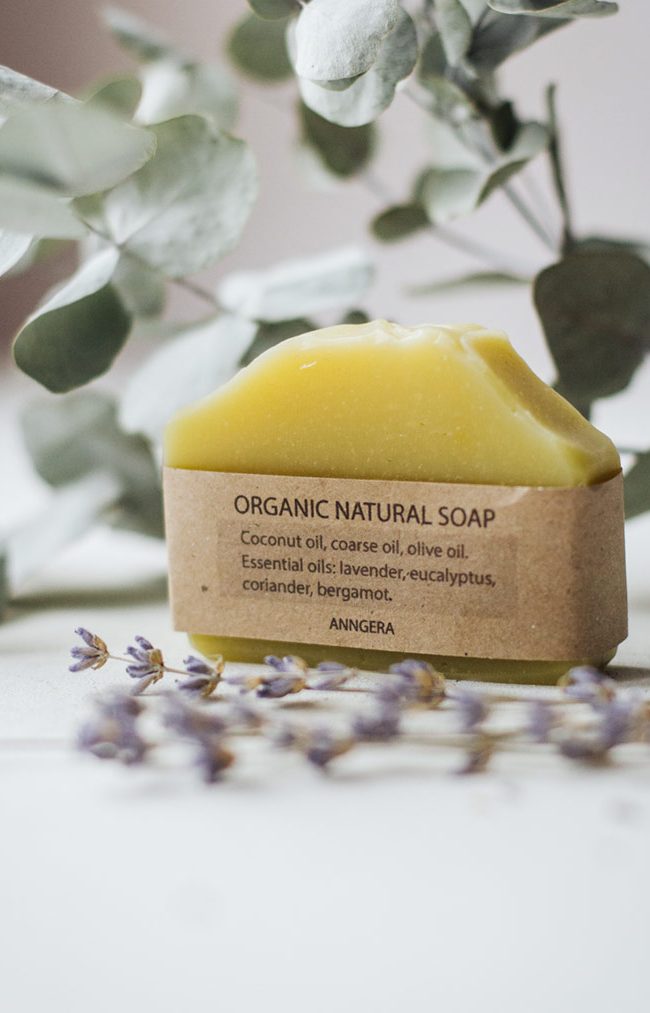 ORGANIC NATURAL SOAP
Coconut oil, coarse oil, olive oil.
Essential oils: lavender, eucalyptus,
coriander, bergamot.
ANNGERA